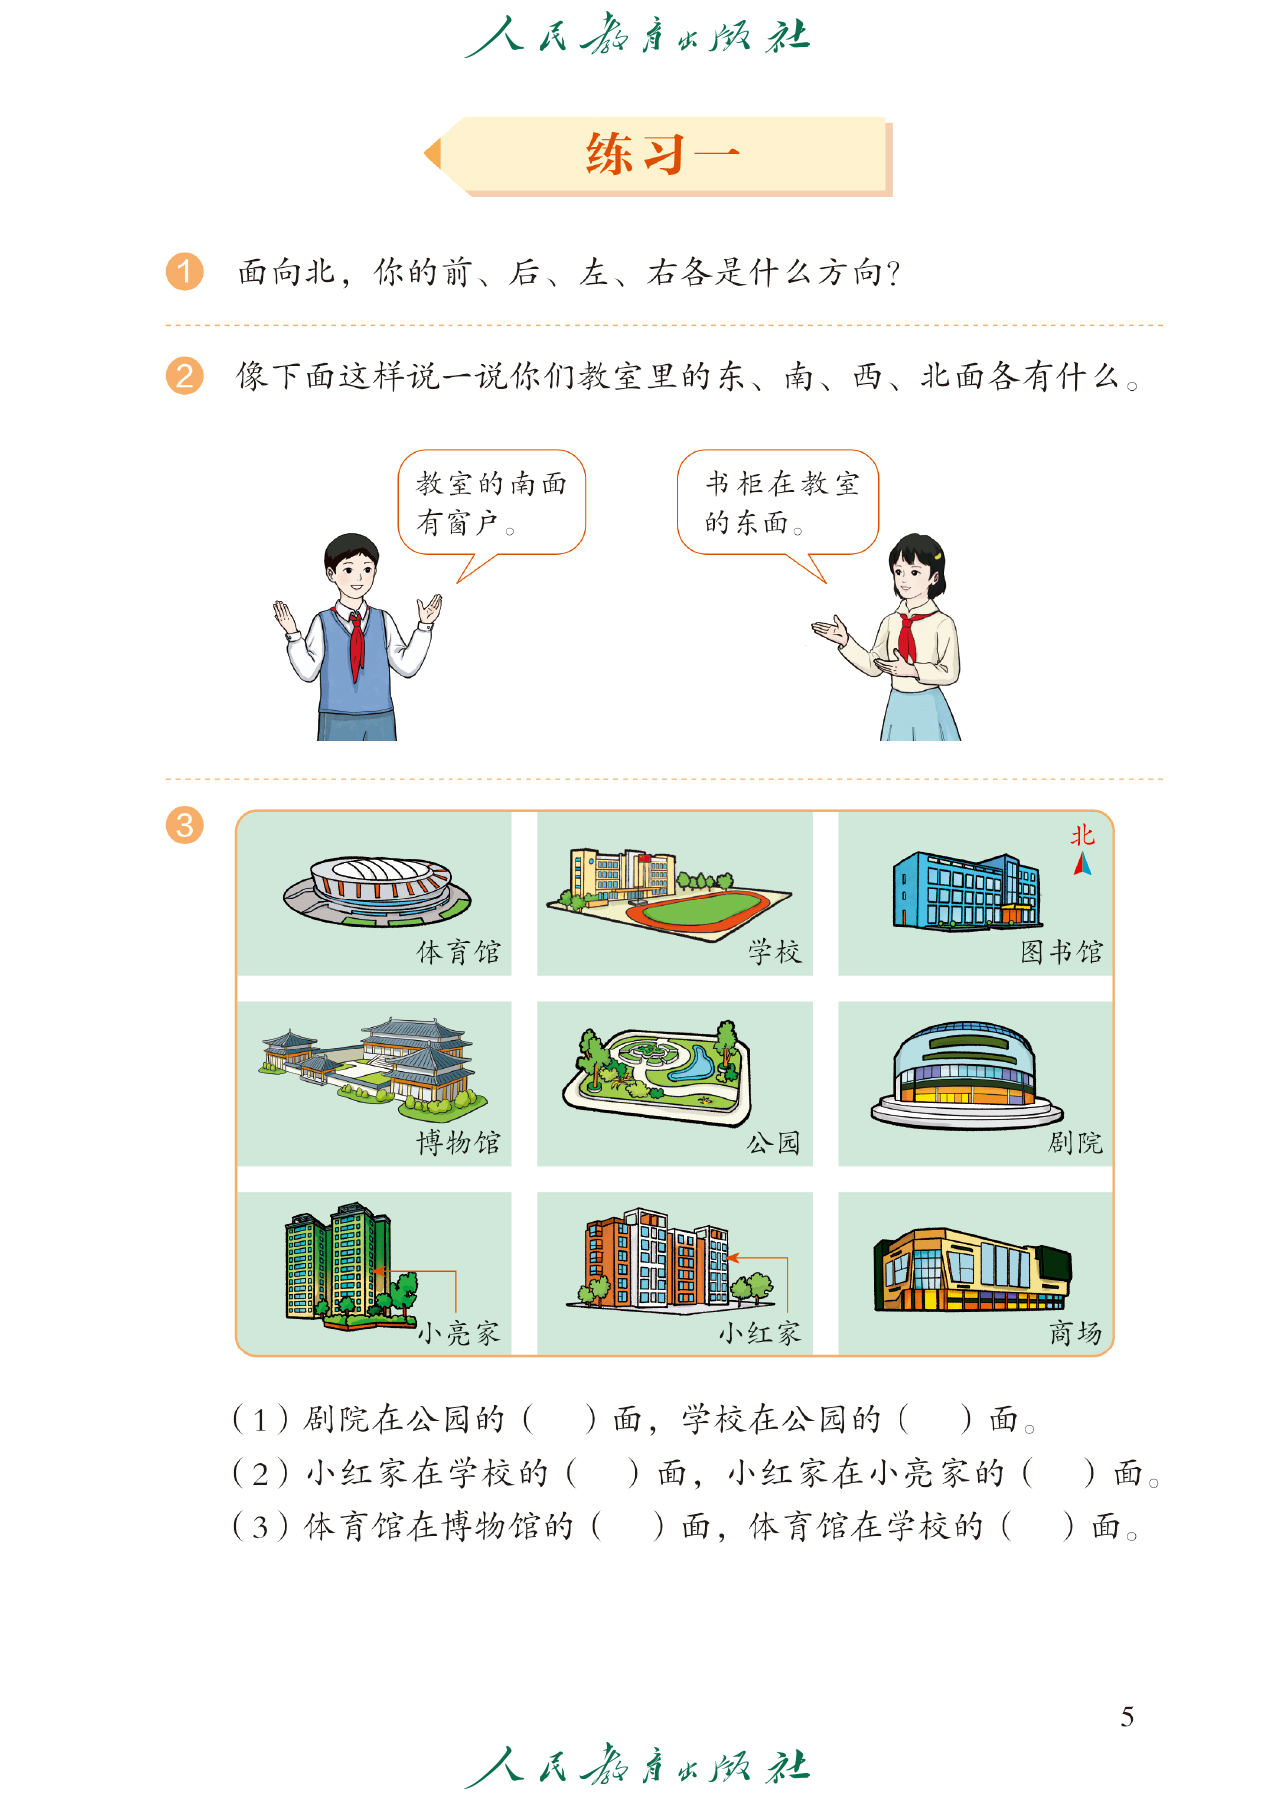 人民教育出版社
练习一
1 面向北，你的前、后、左、右各是什么方向？
2 像下面这样说一说你们教室里的东、南、西、北面各有什么。
教室的南面
有窗户。
书柜在教室
的东面。
3
北
体育馆
学校
图书馆
博物馆
公园
剧院
小亮家
小红家
商场
（1）剧院在公园的（　）面，学校在公园的（　）面。
（2）小红家在学校的（　）面，小红家在小亮家的（　）面。
（3）体育馆在博物馆的（　）面，体育馆在学校的（　）面。
5
人民教育出版社